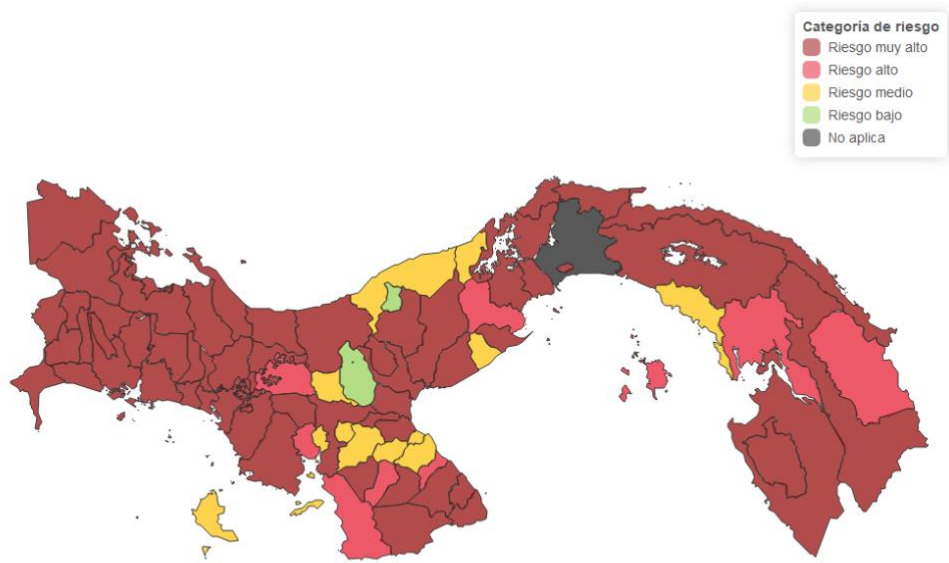 Categoría de riesgo
Riesgo muy alto
Riesgo alto
Riesgo medio
Riesgo bajo
No aplica